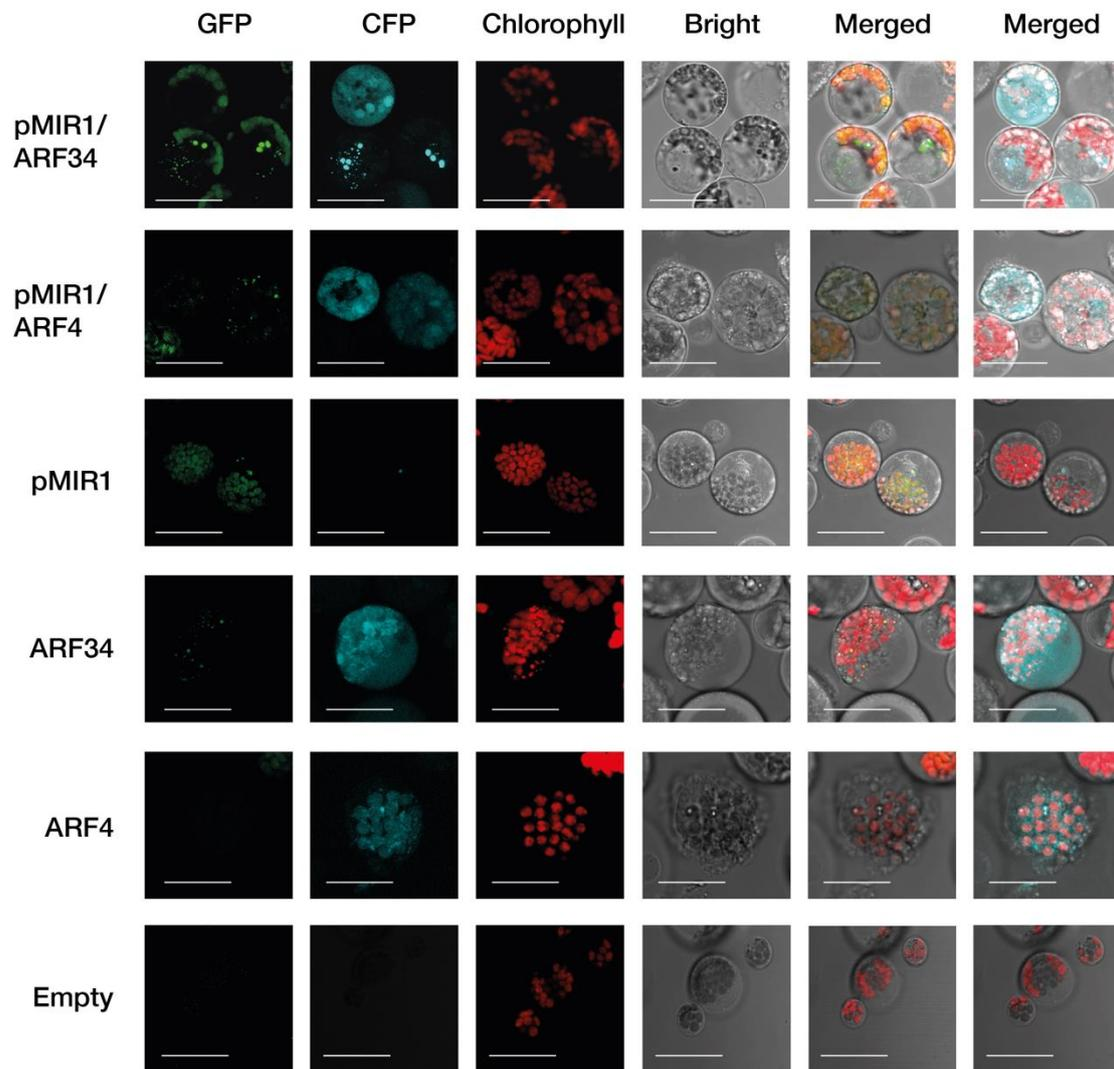 GFP CFP Chlorophyll Bright Merged Merged
pMIR1/
ARF34
pMIR1/
ARF4
pMIR1
ARF34
ARF4
Empty